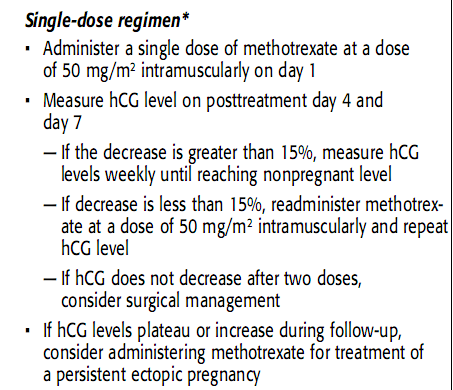 Single-dose regimen*
▪ Administer a single dose of methotrexate at a dose
of 50 mg/m² intramuscularly on day 1
▪ Measure hCG level on posttreatment day 4 and
day 7
— If the decrease is greater than 15%, measure hCG
levels weekly until reaching nonpregnant level
— If decrease is less than 15%, readminister methotrex-
ate at a dose of 50 mg/m² intramuscularly and repeat
hCG level
— If hCG does not decrease after two doses,
consider surgical management
▪ If hCG levels plateau or increase during follow-up,
consider administering methotrexate for treatment of
a persistent ectopic pregnancy